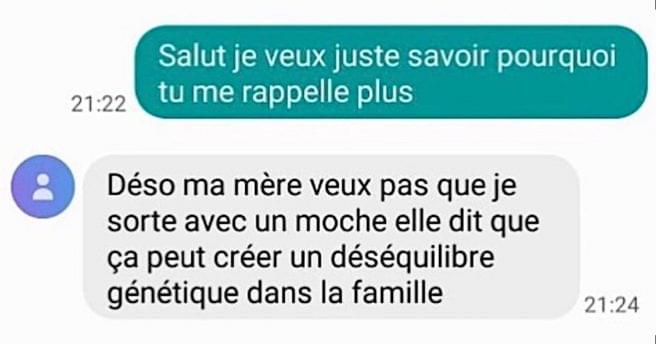 Salut je veux juste savoir pourquoi
tu me rappelle plus
21:22
Déso ma mère veux pas que je
sorte avec un moche elle dit que
ça peut créer un déséquilibre
génétique dans la famille
21:24